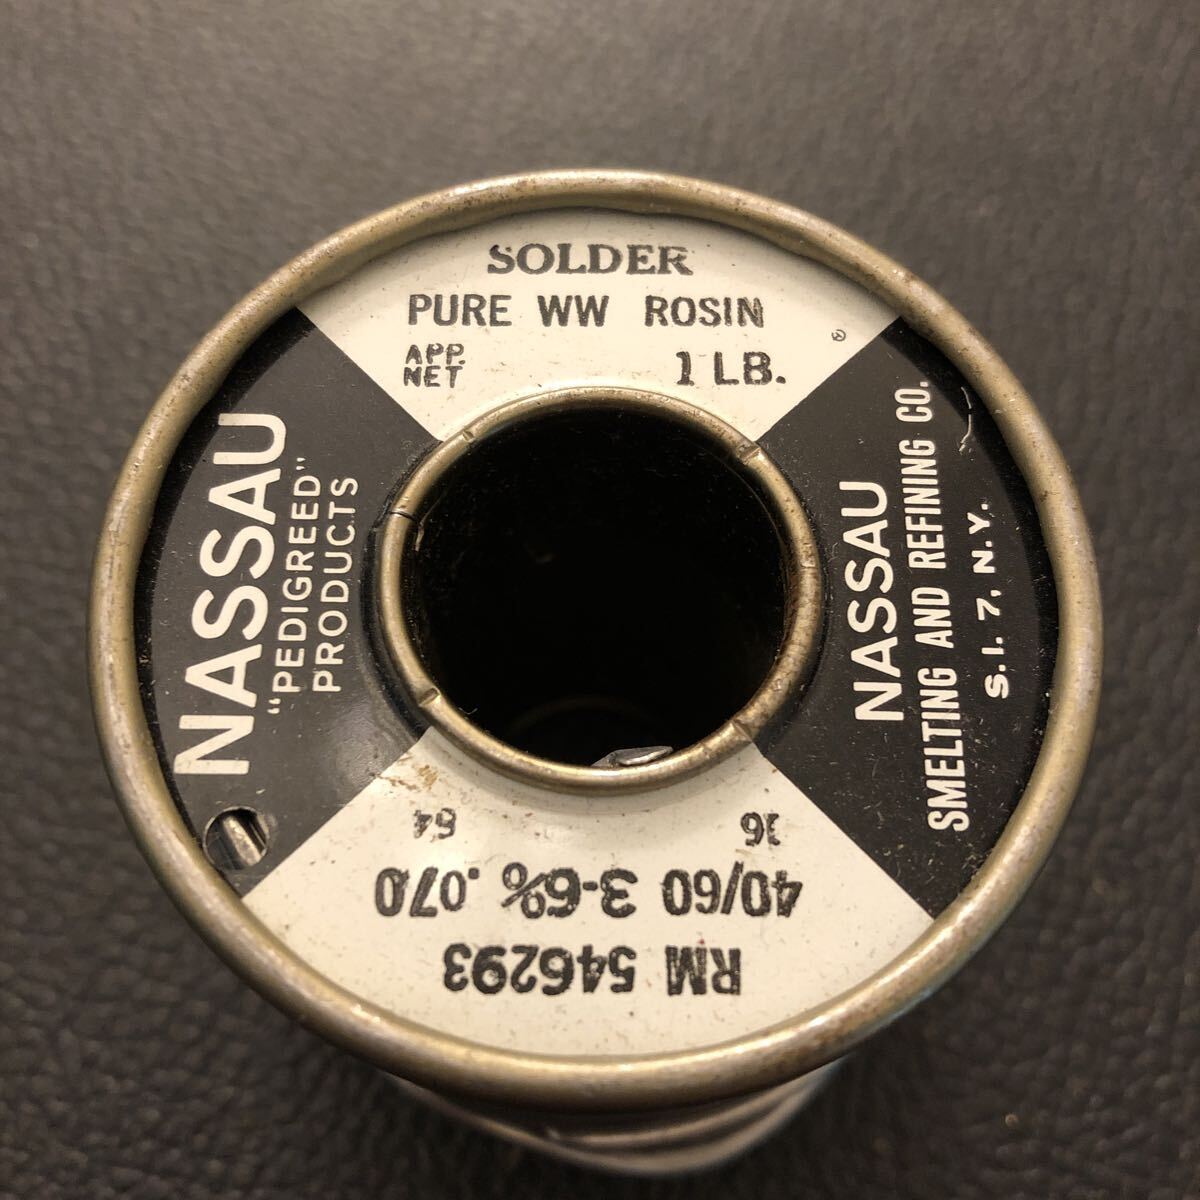 SOLDER
PURE WW ROSIN
APP. NET 1 LB.
NASSAU
"PEDIGREED"
PRODUCTS
NASSAU
SMELTING AND REFINING CO.
S.I. 7, N.Y.
RM 546293
40/60 3-6% .070
16 64